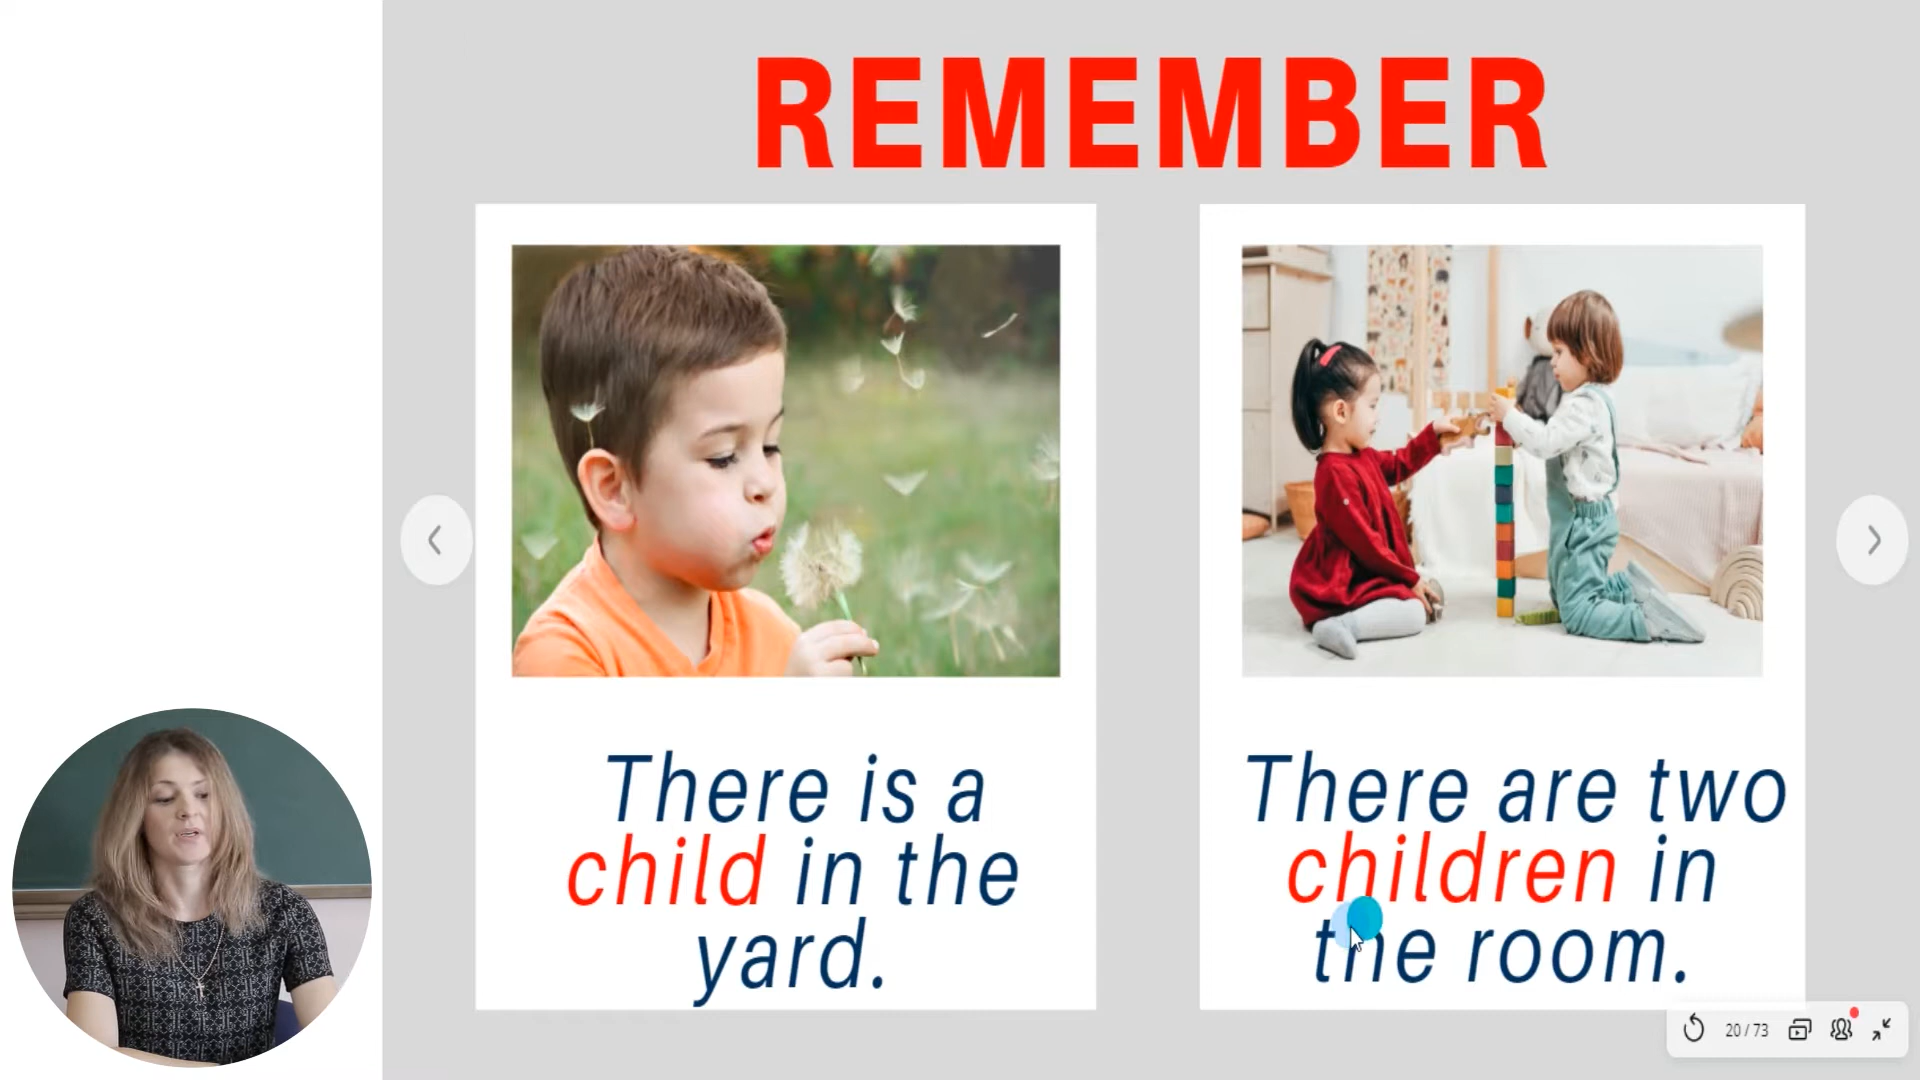 REMEMBER
There is a
child in the
yard.
There are two
children in
the room.
20 / 73